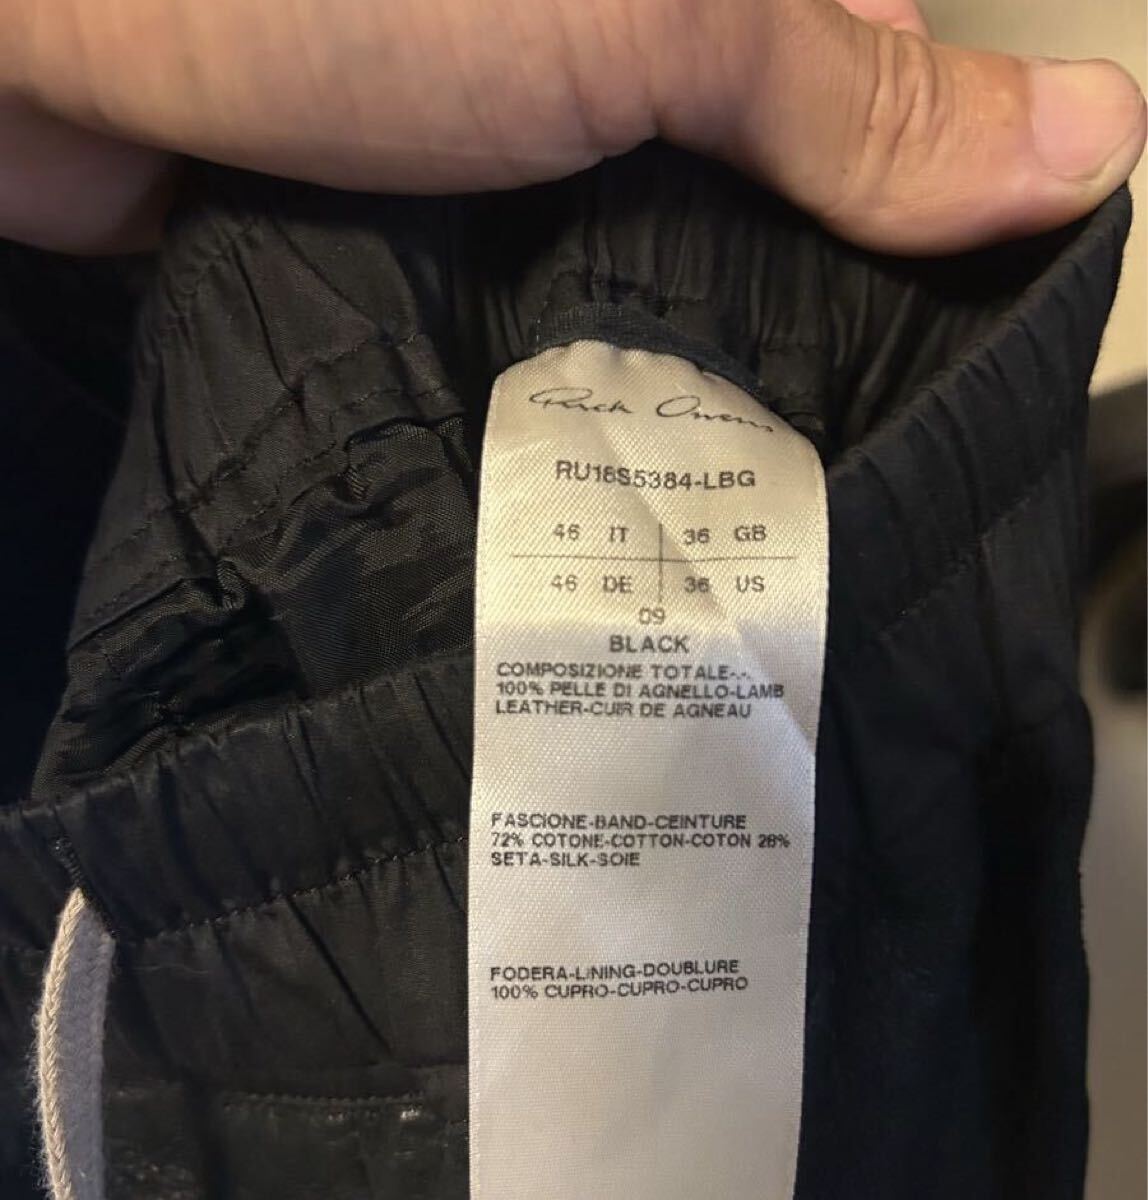 Rick Owens
RU18S5384-LBG
46 IT 36 GB
46 DE 36 US
09
BLACK
COMPOSIZIONE TOTALE-.-.
100% PELLE DI AGNELLO-LAMB
LEATHER-CUIR DE AGNEAU
FASCIONE-BAND-CEINTURE
72% COTONE-COTTON-COTON 28%
SETA-SILK-SOIE
FODERA-LINING-DOUBLURE
100% CUPRO-CUPRO-CUPRO